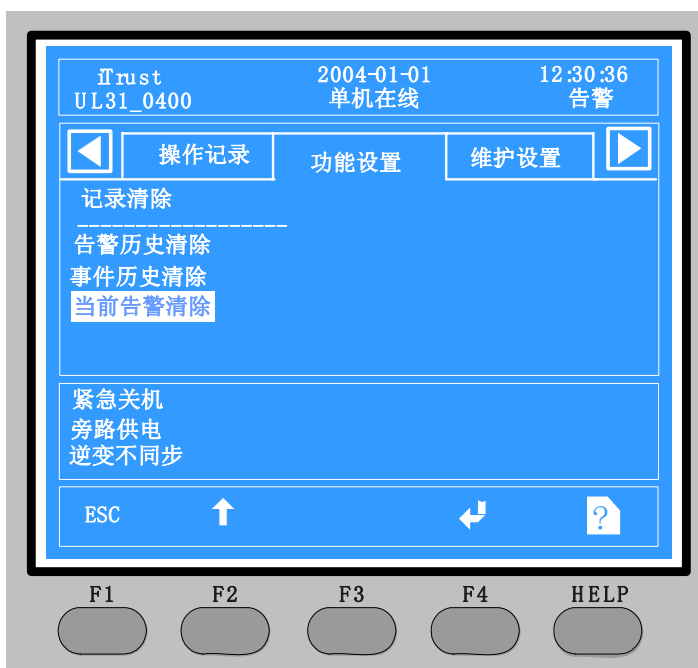 iTrust 2004-01-01 12:30:36
UL31_0400 单机在线 告警
操作记录 功能设置 维护设置
记录清除
--------------------
告警历史清除
事件历史清除
当前告警清除
紧急关机
旁路供电
逆变不同步
ESC ?
F1 F2 F3 F4 HELP